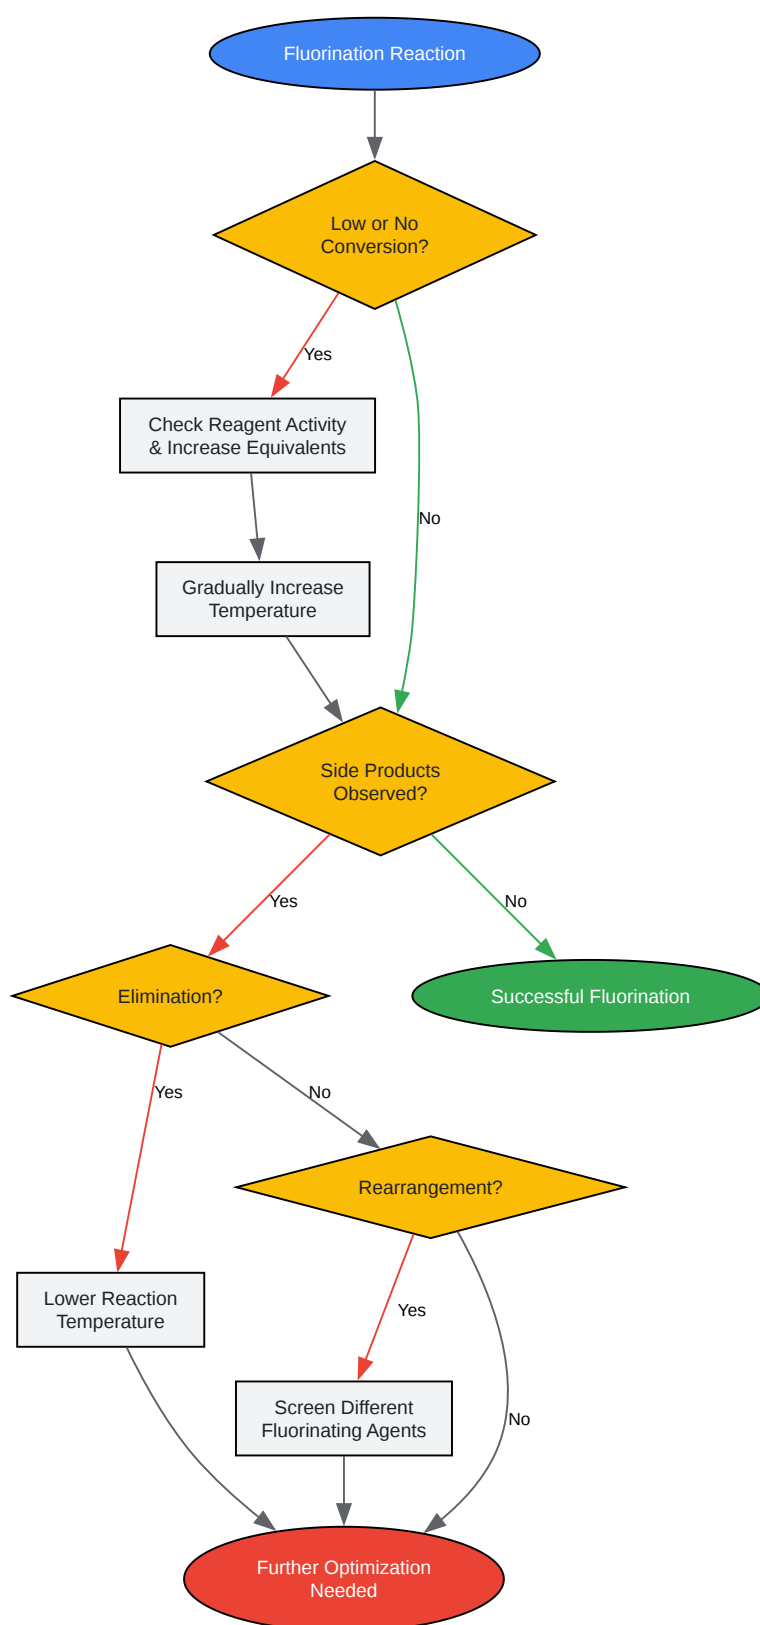 Fluorination Reaction
Low or No
Conversion?
Yes
Check Reagent Activity
& Increase Equivalents
No
Gradually Increase
Temperature
Side Products
Observed?
Yes
No
Elimination?
Successful Fluorination
Yes
No
Rearrangement?
Lower Reaction
Temperature
Yes
Screen Different
Fluorinating Agents
No
Further Optimization
Needed